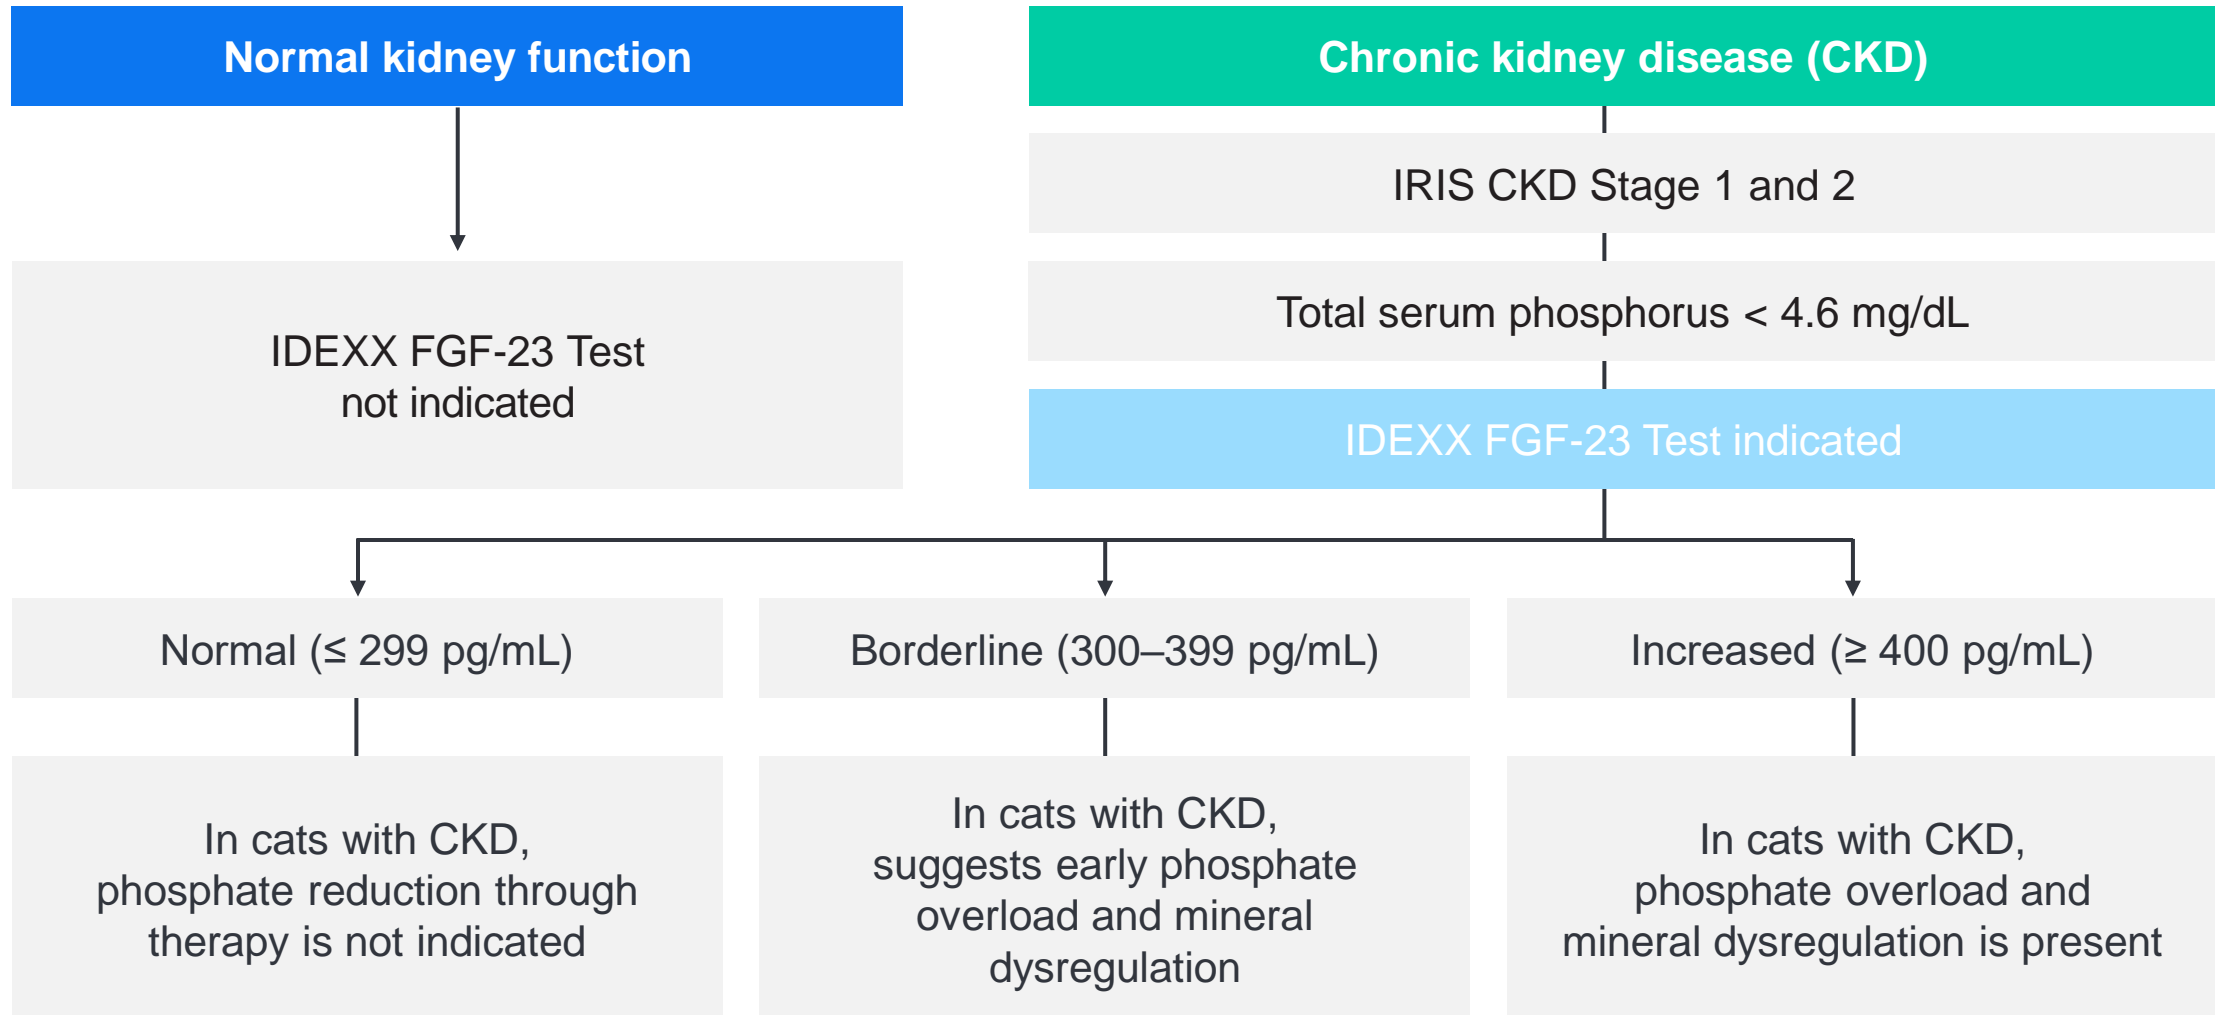 Normal kidney function
Chronic kidney disease (CKD)
IRIS CKD Stage 1 and 2
Total serum phosphorus < 4.6 mg/dL
IDEXX FGF-23 Test
not indicated
IDEXX FGF-23 Test indicated
Normal (≤ 299 pg/mL)
Borderline (300–399 pg/mL)
Increased (≥ 400 pg/mL)
In cats with CKD,
phosphate reduction through
therapy is not indicated
In cats with CKD,
suggests early phosphate
overload and mineral
dysregulation
In cats with CKD,
phosphate overload and
mineral dysregulation is present